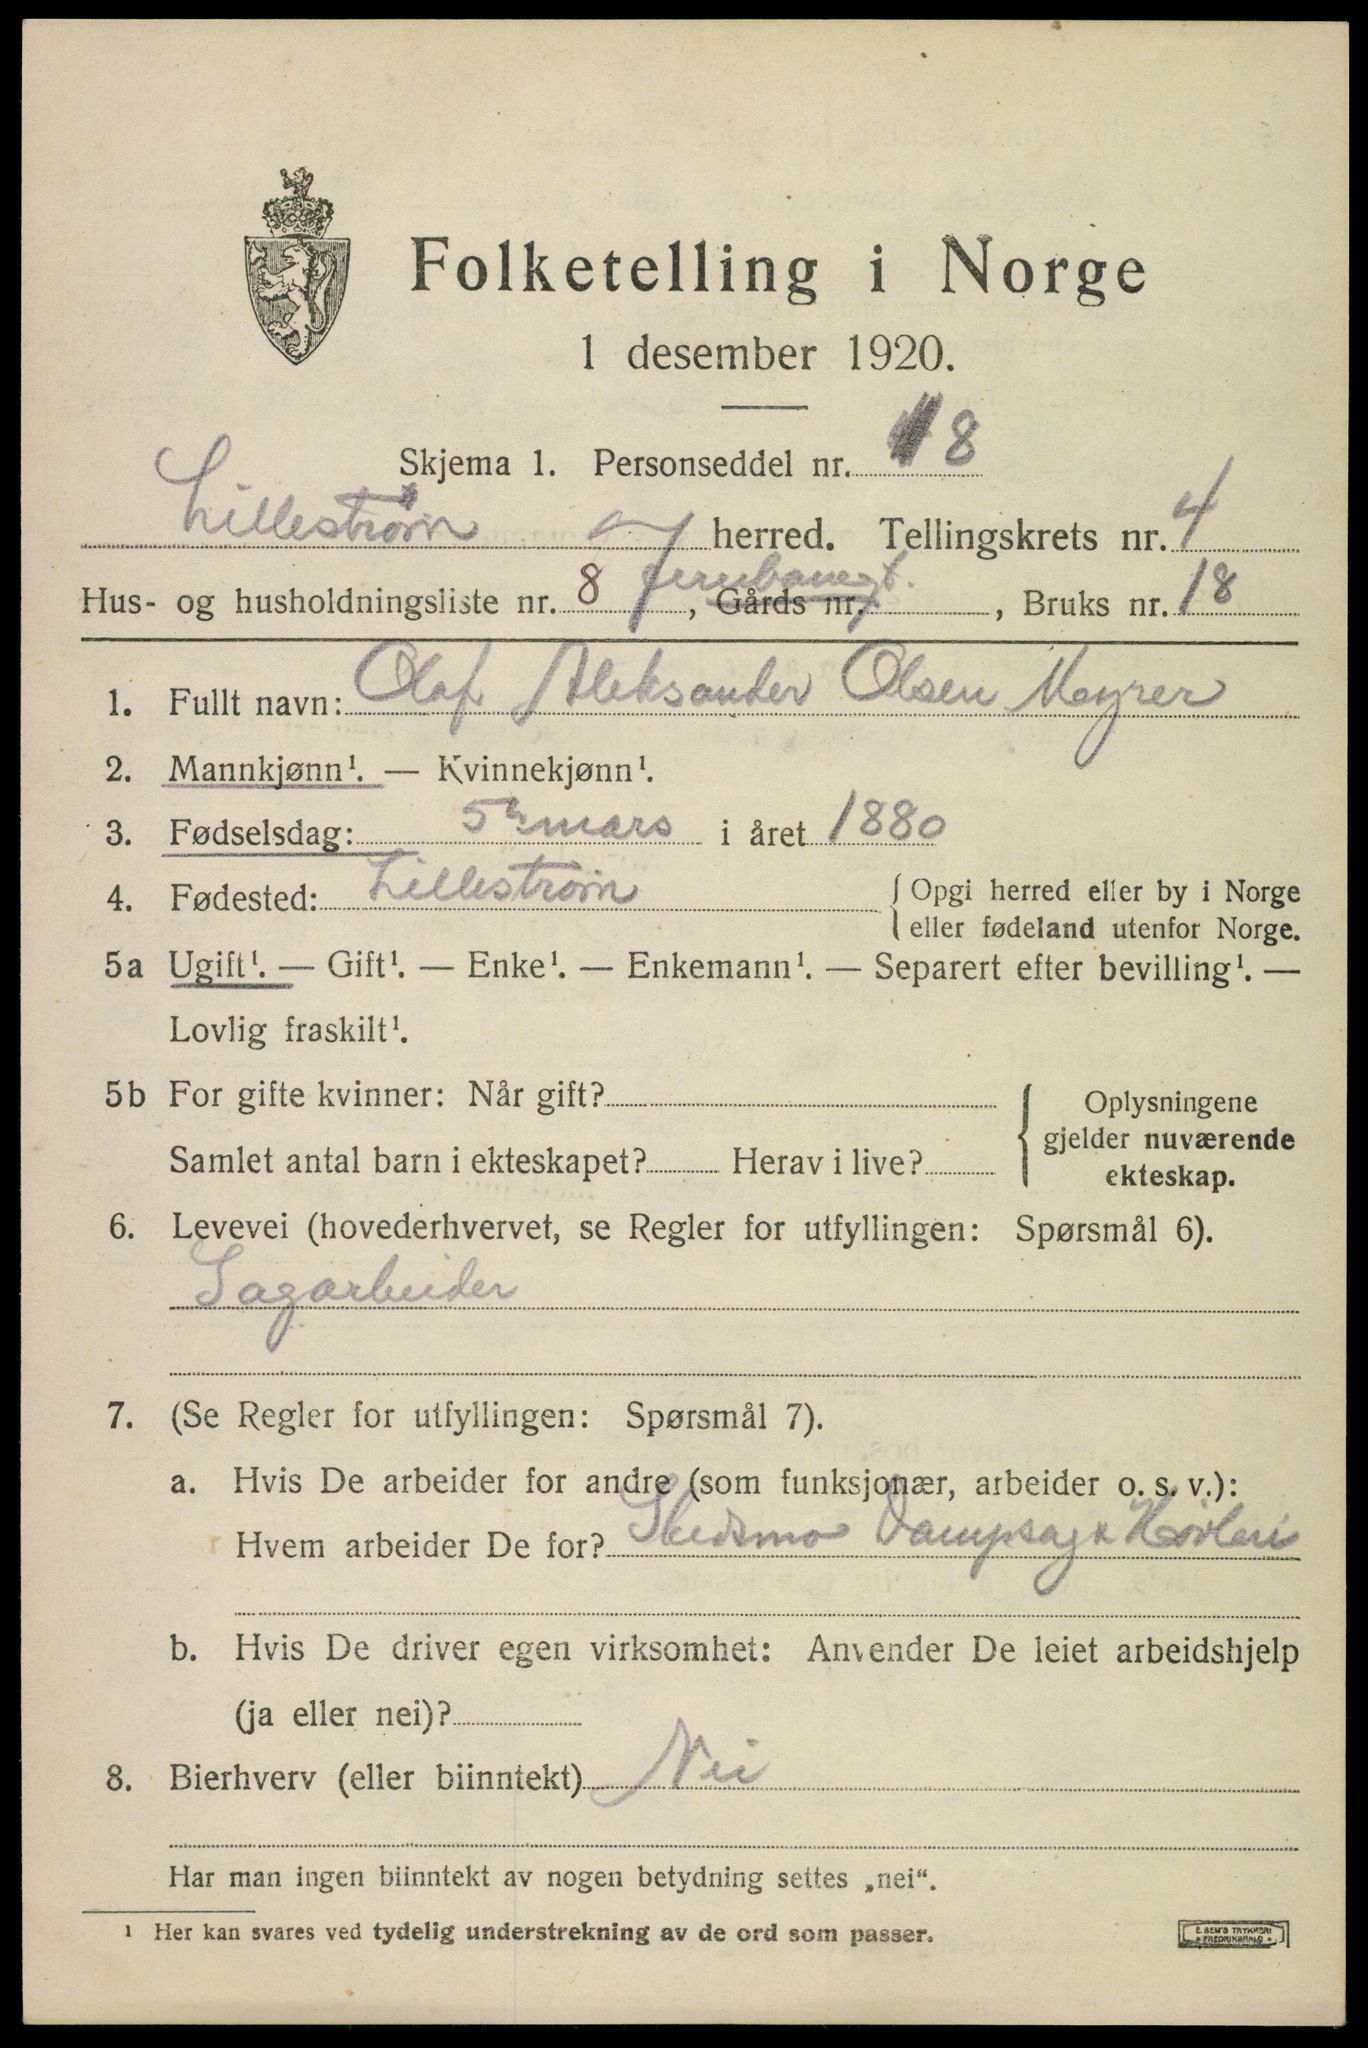 Folketelling i Norge
1 desember 1920.
Skjema 1. Personseddel nr. 8
Lillestrøm herred. Tellingskrets nr. 4
Hus- og husholdningsliste nr. 8 Jernbanegt., Gårds nr., Bruks nr. 18
1. Fullt navn: Olaf Aleksander Olsen Meyrer
2. Mannkjønn¹. — Kvinnekjønn¹.
3. Fødselsdag: 5te mars i året 1880
4. Fødested: Lillestrøm { Opgi herred eller by i Norge
eller fødeland utenfor Norge.
5a Ugift¹. — Gift¹. — Enke¹. — Enkemann¹. — Separert efter bevilling¹. —
Lovlig fraskilt¹.
5b For gifte kvinner: Når gift? { Oplysningene
gjelder nuværende
Samlet antal barn i ekteskapet? Herav i live?
ekteskap.
6. Levevei (hovederhvervet, se Regler for utfyllingen: Spørsmål 6).
Sagarbeider
7. (Se Regler for utfyllingen: Spørsmål 7).
a. Hvis De arbeider for andre (som funksjonær, arbeider o. s. v.):
Hvem arbeider De for? Skedsmo Dampsag & Høvleri
b. Hvis De driver egen virksomhet: Anvender De leiet arbeidshjelp
(ja eller nei)?
8. Bierhverv (eller biinntekt) Nei
Har man ingen biinntekt av nogen betydning settes „nei“.
¹ Her kan svares ved tydelig understrekning av de ord som passer.
E. SEM'S TRYKKERI
FREDRIKSHALD